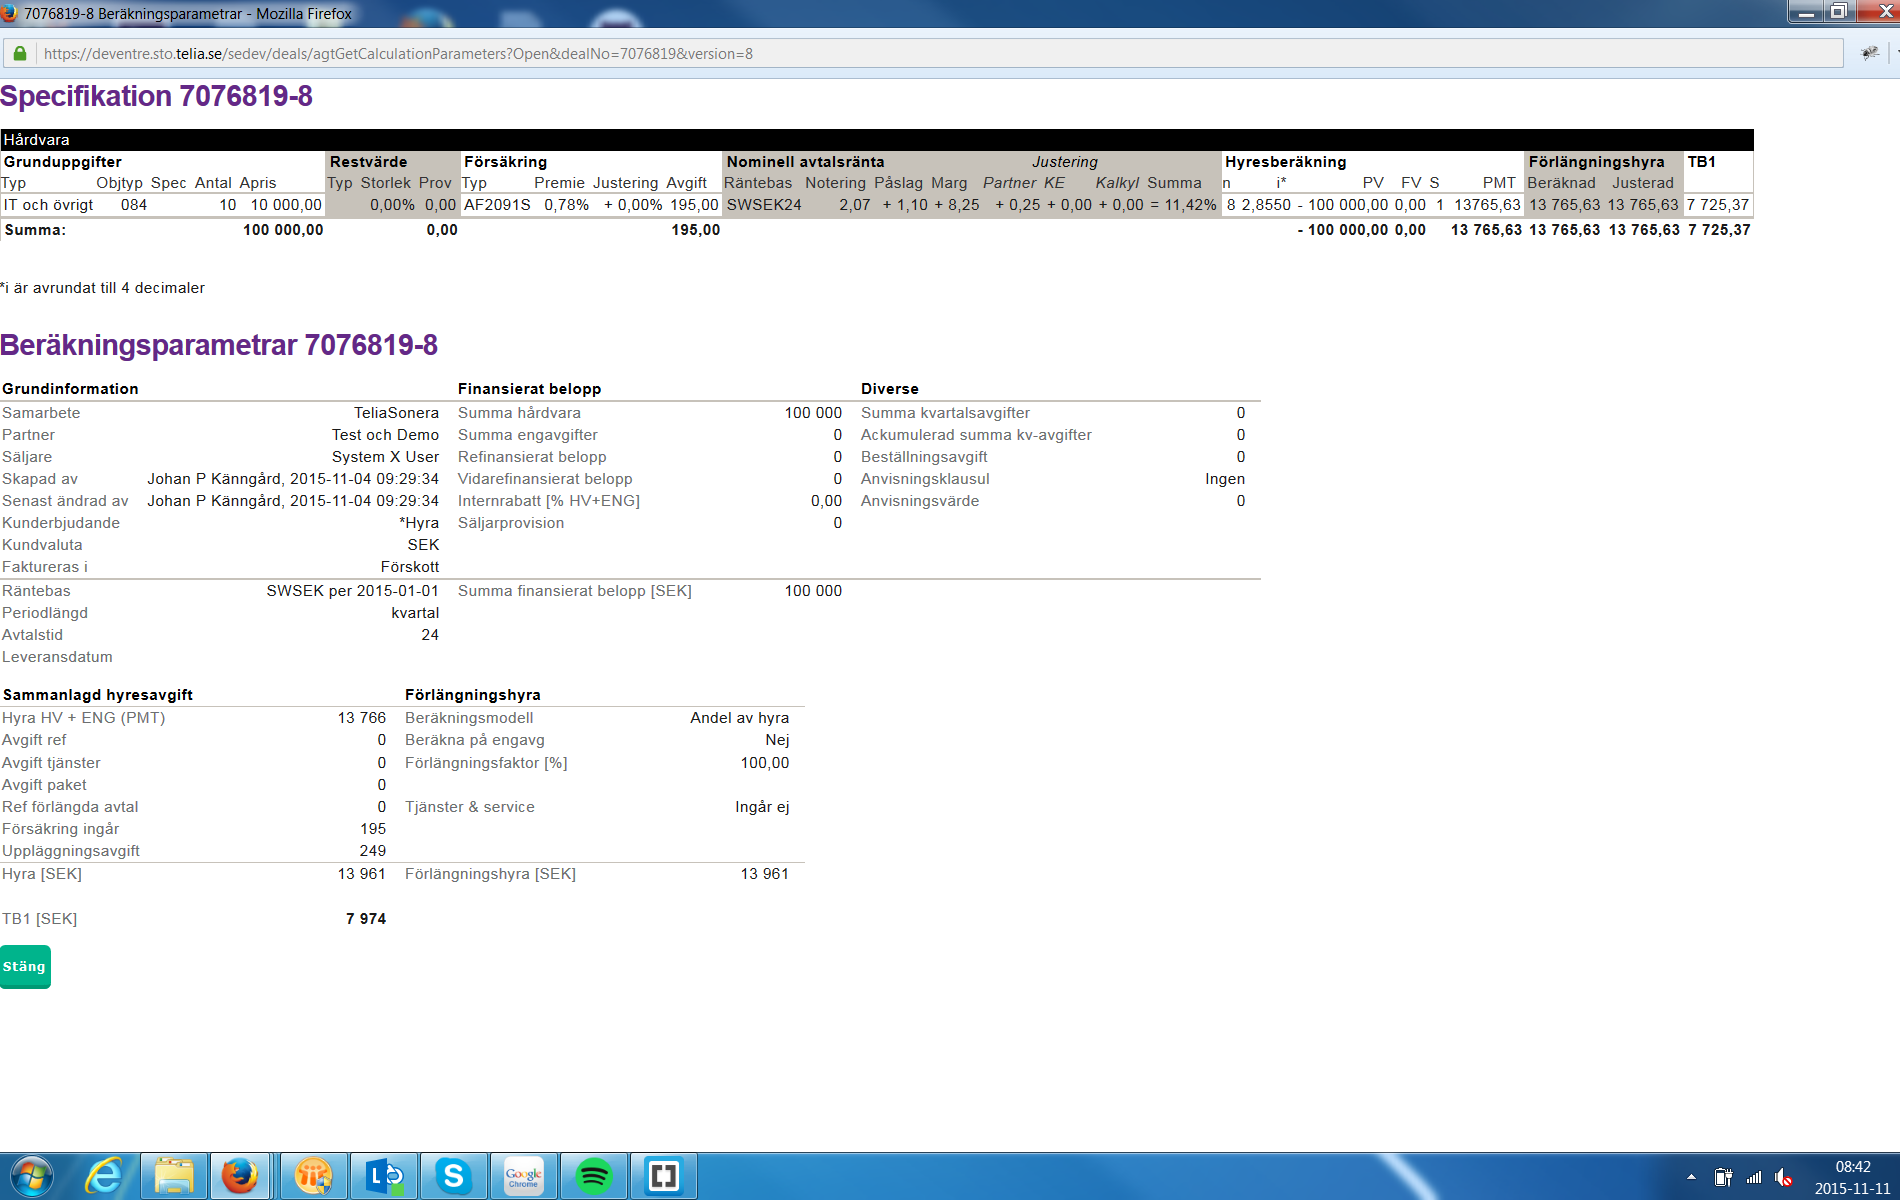 7076819-8 Beräkningsparametrar - Mozilla Firefox
https://deventre.sto.telia.se/sedev/deals/agtGetCalculationParameters?Open&dealNo=7076819&version=8
Specifikation 7076819-8
Hårdvara
Grunduppgifter Restvärde Försäkring Nominell avtalsränta Justering Hyresberäkning Förlängningshyra TB1
Typ Objtyp Spec Antal Apris Typ Storlek Prov Typ Premie Justering Avgift Räntebas Notering Påslag Marg Partner KE Kalkyl Summa n i* PV FV S PMT Beräknad Justerad
IT och övrigt 084 10 10 000,00 0,00% 0,00 AF2091S 0,78% + 0,00% 195,00 SWSEK24 2,07 + 1,10 + 8,25 + 0,25 + 0,00 + 0,00 = 11,42% 8 2,8550 - 100 000,00 0,00 1 13765,63 13 765,63 13 765,63 7 725,37
Summa: 100 000,00 0,00 195,00 - 100 000,00 0,00 13 765,63 13 765,63 13 765,63 7 725,37
*i är avrundat till 4 decimaler
Beräkningsparametrar 7076819-8
Grundinformation Finansierat belopp Diverse
Samarbete TeliaSonera Summa hårdvara 100 000 Summa kvartalsavgifter 0
Partner Test och Demo Summa engavgifter 0 Ackumulerad summa kv-avgifter 0
Säljare System X User Refinansierat belopp 0 Beställningsavgift 0
Skapad av Johan P Känngård, 2015-11-04 09:29:34 Vidarefinansierat belopp 0 Anvisningsklausul Ingen
Senast ändrad av Johan P Känngård, 2015-11-04 09:29:34 Internrabatt [% HV+ENG] 0,00 Anvisningsvärde 0
Kunderbjudande *Hyra Säljarprovision 0
Kundvaluta SEK
Faktureras i Förskott
Räntebas SWSEK per 2015-01-01 Summa finansierat belopp [SEK] 100 000
Periodlängd kvartal
Avtalstid 24
Leveransdatum
Sammanlagd hyresavgift Förlängningshyra
Hyra HV + ENG (PMT) 13 766 Beräkningsmodell Andel av hyra
Avgift ref 0 Beräkna på engavg Nej
Avgift tjänster 0 Förlängningsfaktor [%] 100,00
Avgift paket 0
Ref förlängda avtal 0 Tjänster & service Ingår ej
Försäkring ingår 195
Uppläggningsavgift 249
Hyra [SEK] 13 961 Förlängningshyra [SEK] 13 961
TB1 [SEK] 7 974
Stäng
Google Chrome
08:42
2015-11-11